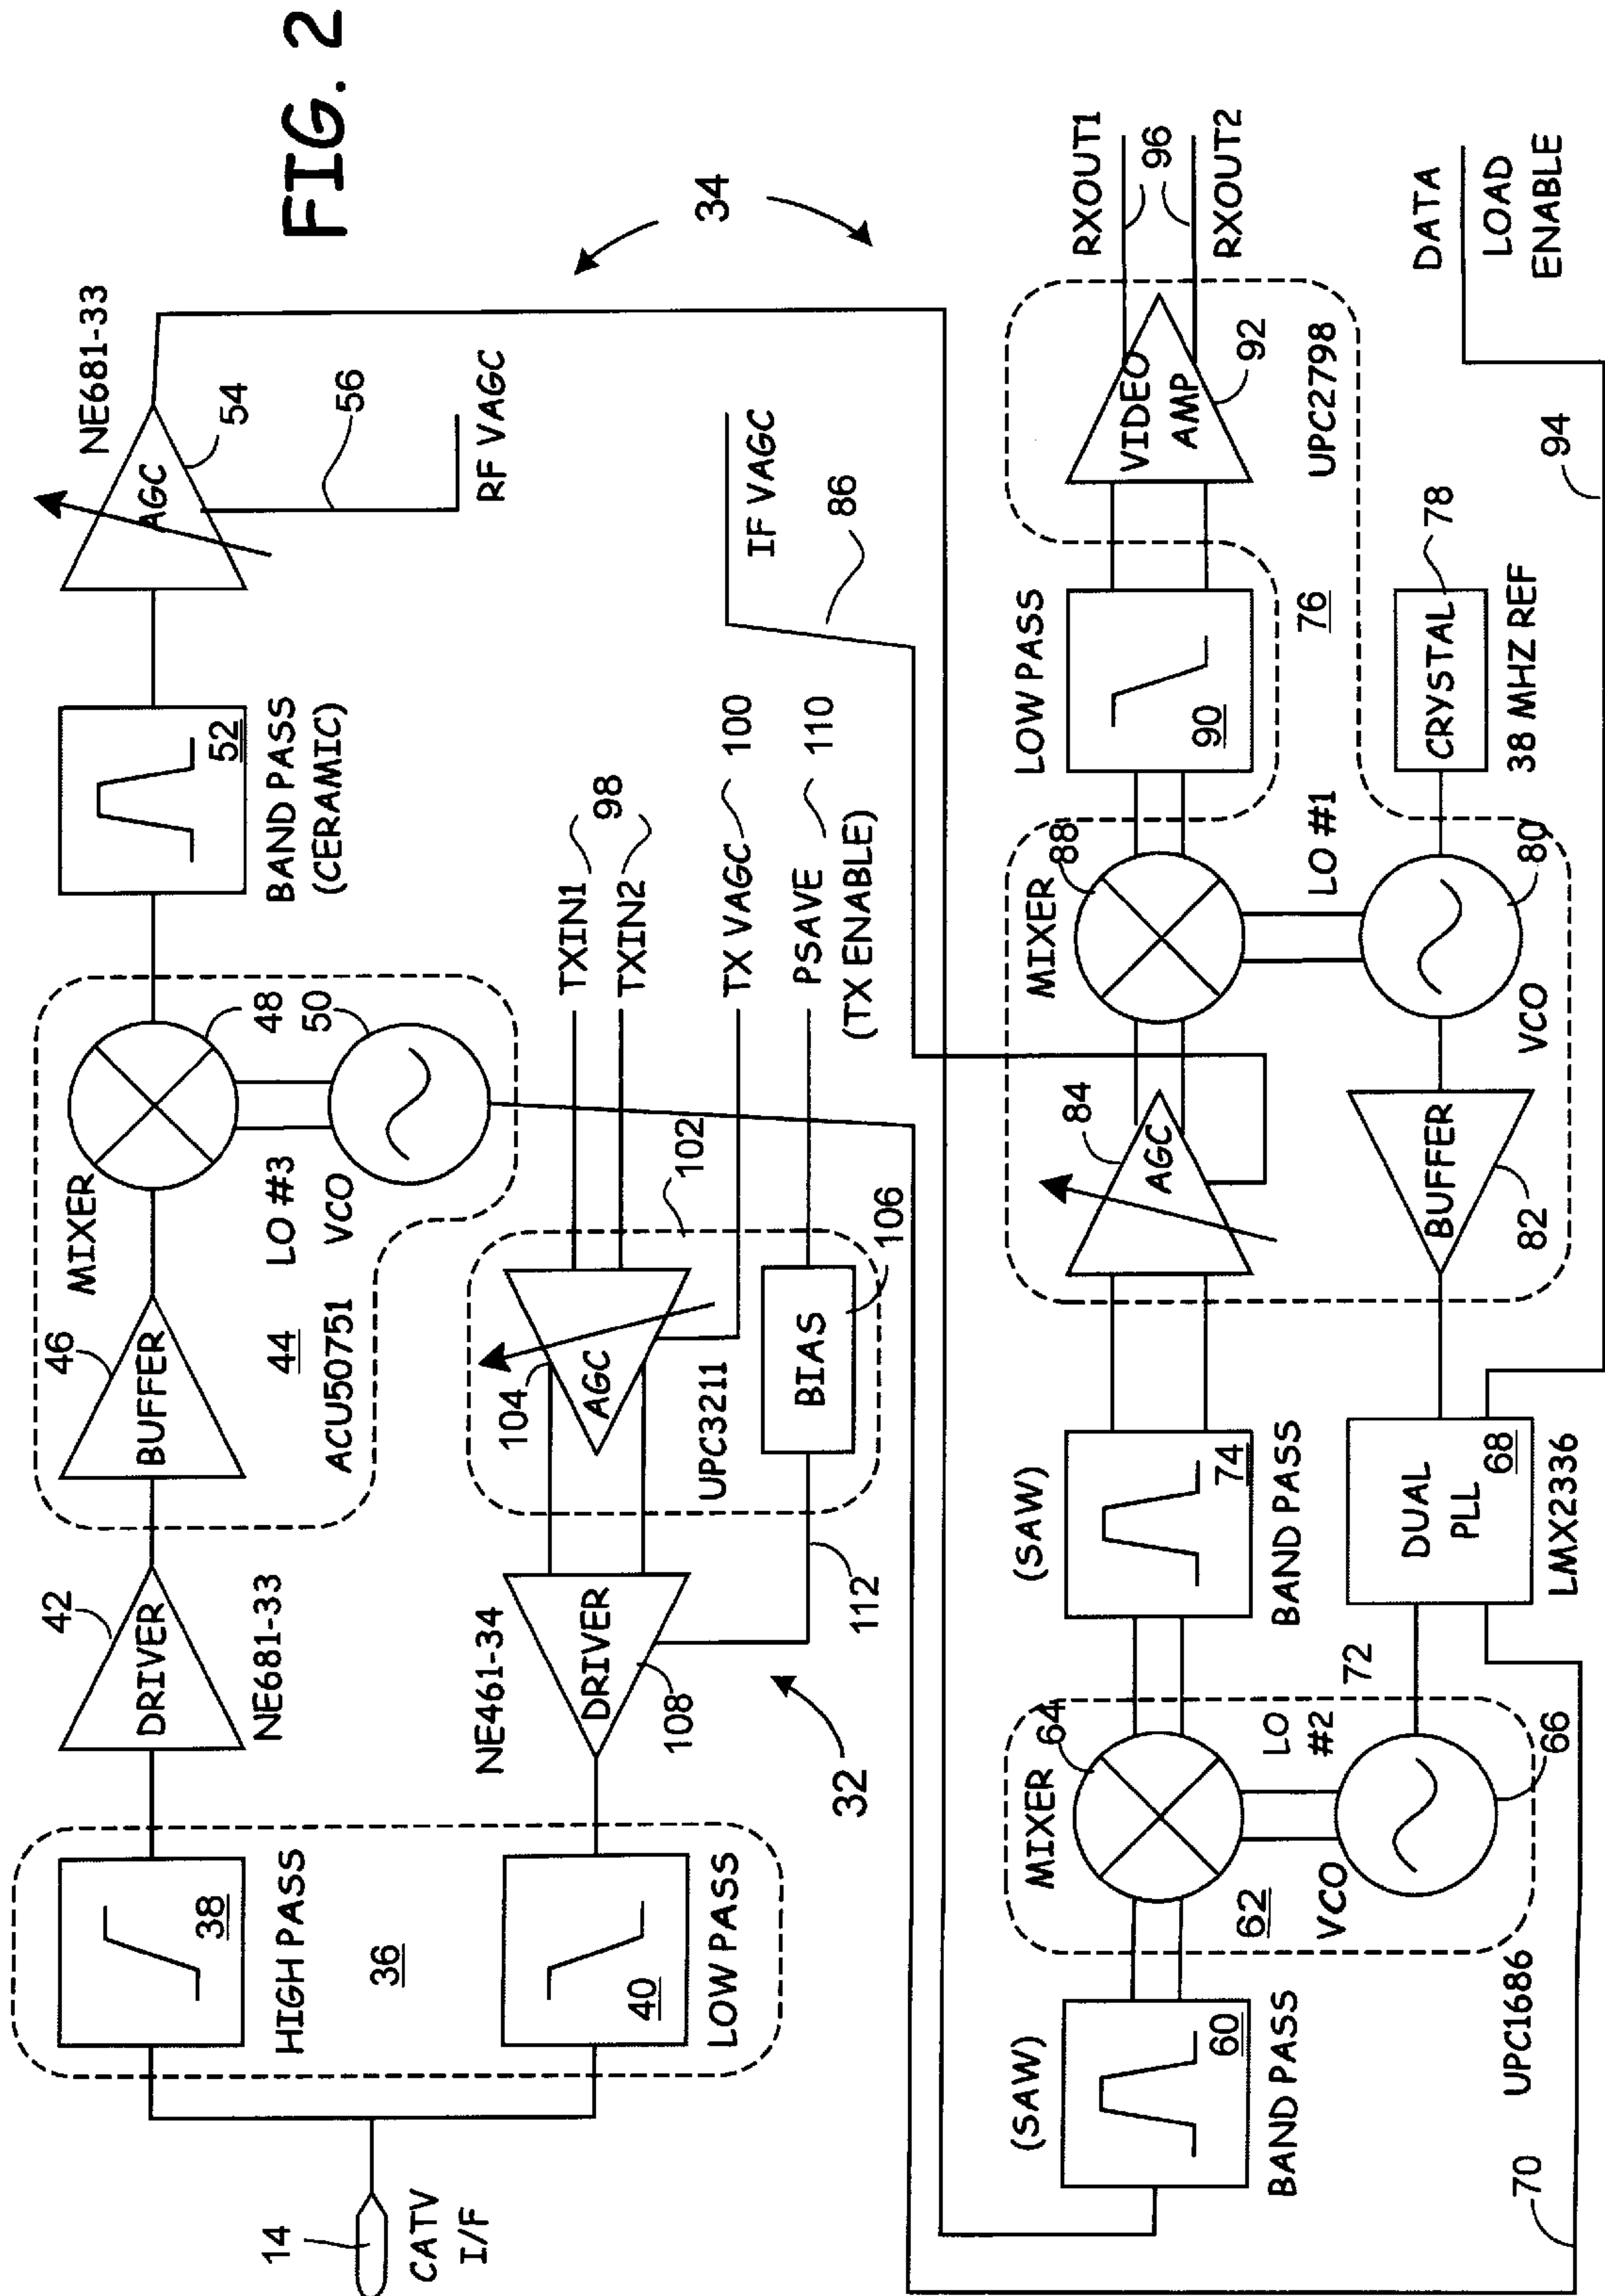 FIG. 2
14
CATV
I/F
38
HIGH PASS
36
40
LOW PASS
42
DRIVER
NE681-33
46
BUFFER
44
ACU50751
MIXER
48
LO #3
VCO
50
52
BAND PASS
(CERAMIC)
NE681-33
AGC
54
56
RF VAGC
NE461-34
DRIVER
108
32
112
104
AGC
UPC3211
BIAS
106
102
TXIN1
TXIN2
98
TX VAGC
100
PSAVE
110
(TX ENABLE)
IF VAGC
86
34
(SAW)
60
BAND PASS
MIXER
64
62
LO
#2
VCO
66
UPC1686
72
(SAW)
74
BAND PASS
DUAL
PLL
68
LMX2336
84
AGC
BUFFER
82
MIXER
88
LO #1
VCO
80
LOW PASS
90
76
CRYSTAL
78
38 MHZ REF
VIDEO
AMP
92
UPC2798
RXOUT1
96
RXOUT2
DATA
LOAD
ENABLE
94
70